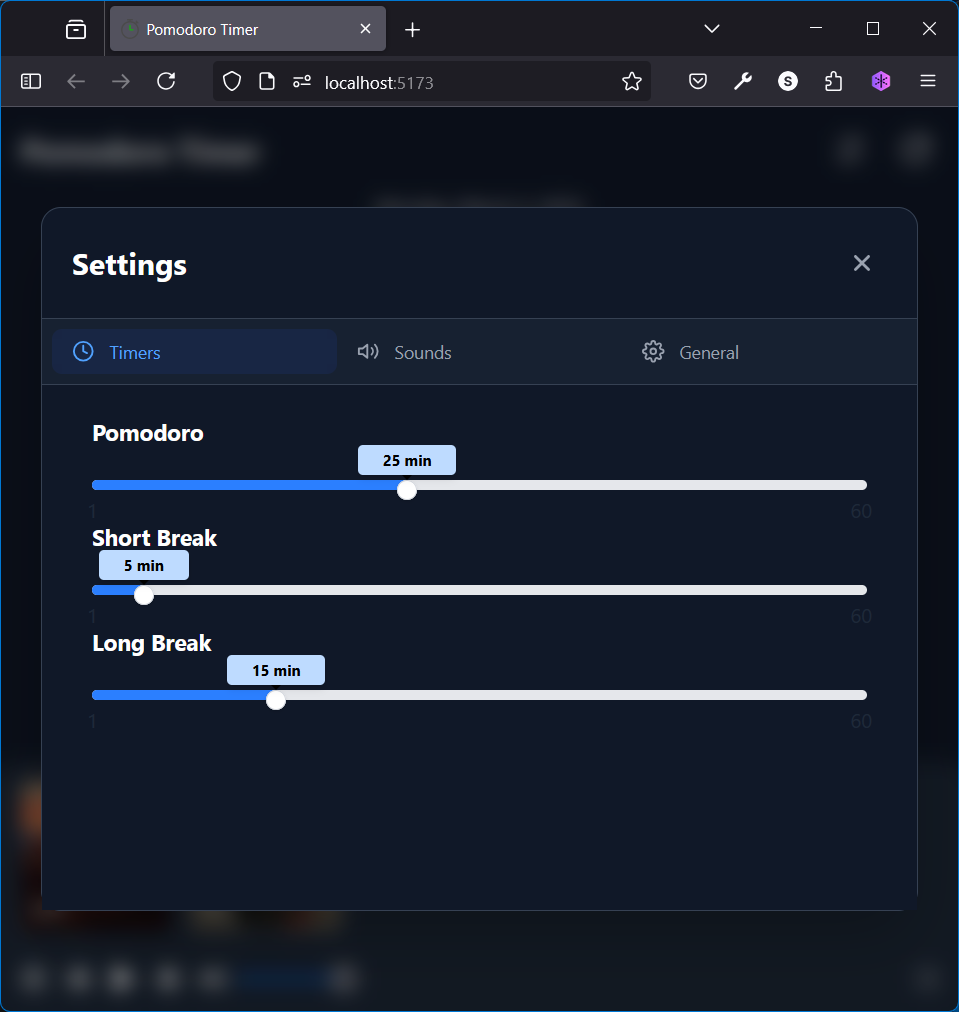 Pomodoro Timer
localhost:5173
S
Settings
Timers
Sounds
General
Pomodoro
25 min
1
60
Short Break
5 min
1
60
Long Break
15 min
1
60